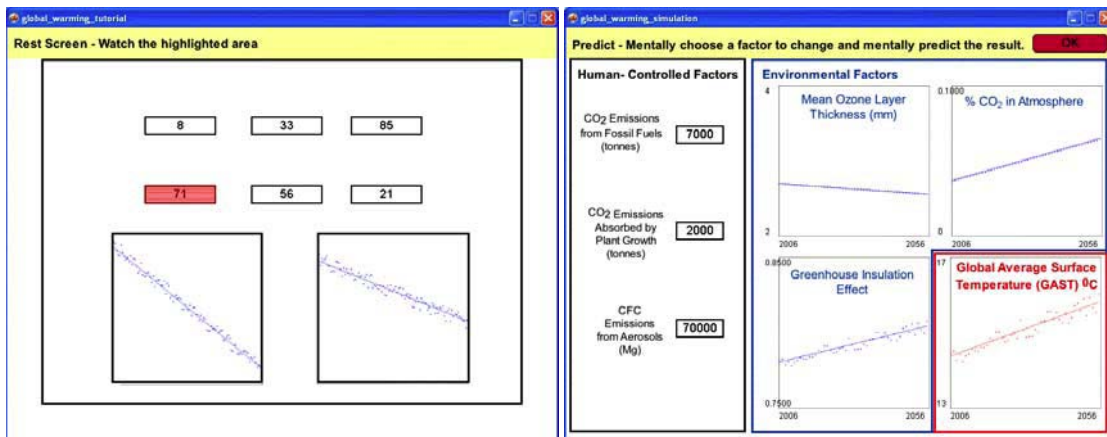 global_warming_tutorial
Rest Screen - Watch the highlighted area
8 33 85
71 56 21
global_warming_simulation
Predict - Mentally choose a factor to change and mentally predict the result. OK
Human- Controlled Factors
CO2 Emissions
from Fossil Fuels
(tonnes)
7000
CO2 Emissions
Absorbed by
Plant Growth
(tonnes)
2000
CFC
Emissions
from Aerosols
(Mg)
70000
Environmental Factors
4
Mean Ozone Layer
Thickness (mm)
2
2006 2056
0.1000
% CO2 in Atmosphere
0
2006 2056
0.8500
Greenhouse Insulation
Effect
0.7500
2006 2056
17
Global Average Surface
Temperature (GAST) ⁰C
13
2006 2056